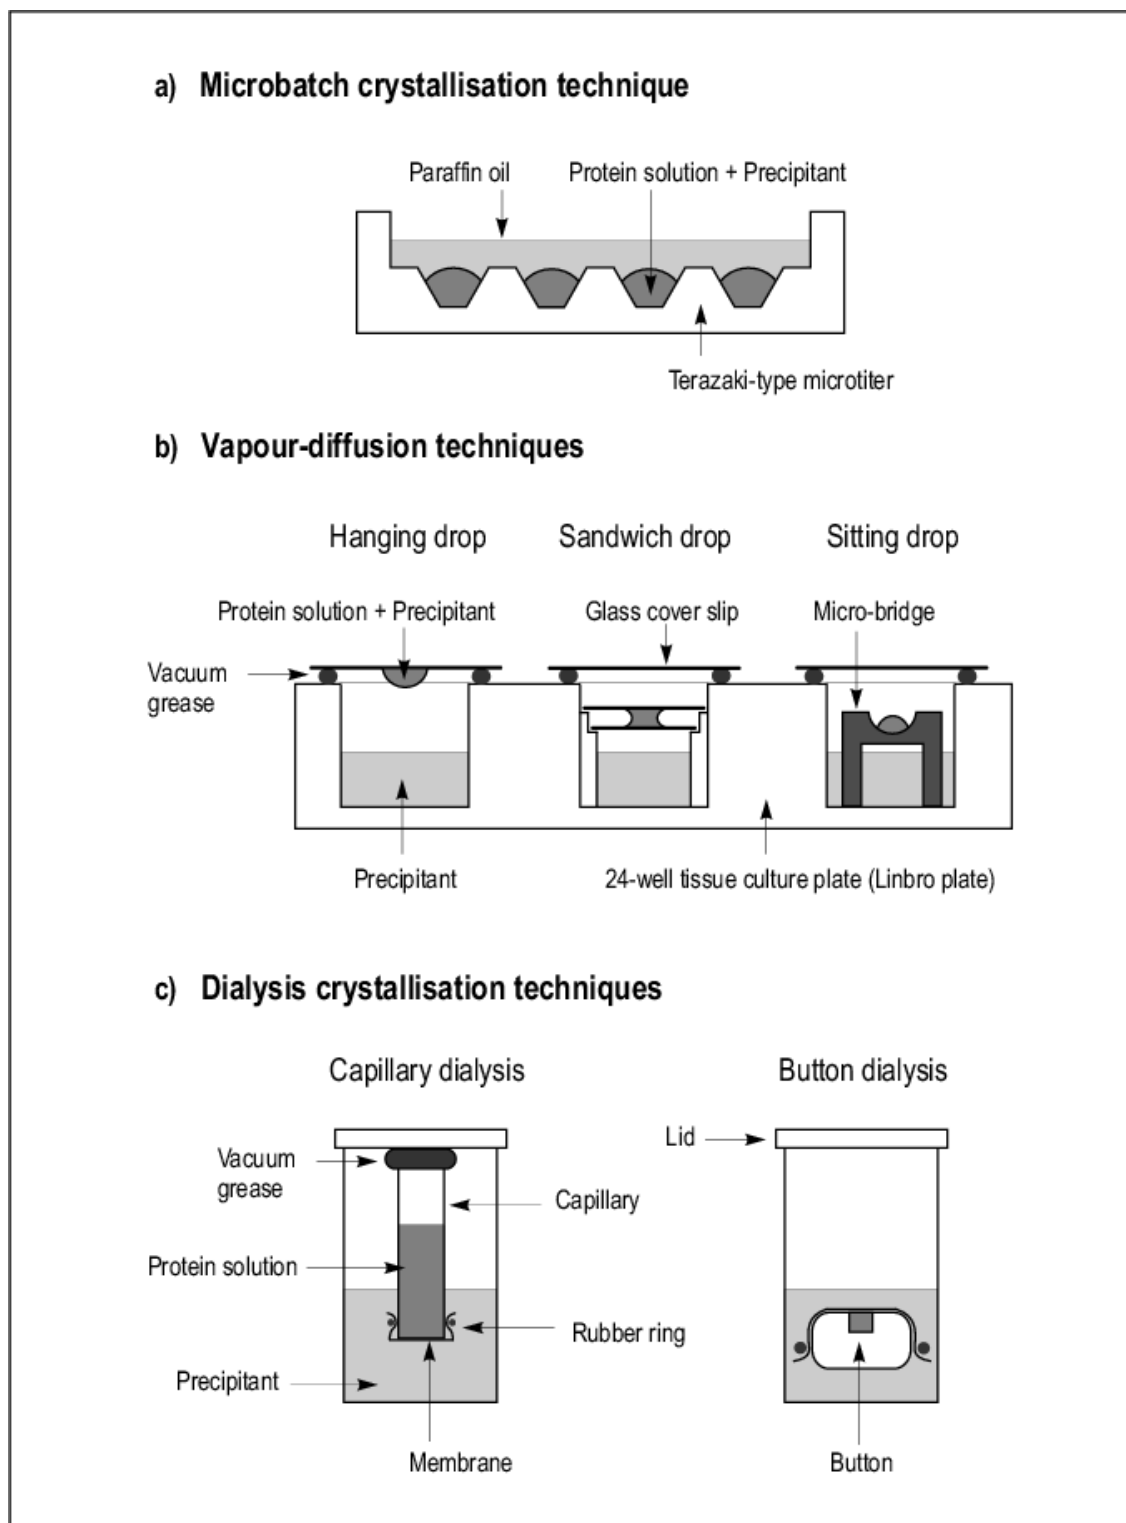 a) Microbatch crystallisation technique
Paraffin oil
Protein solution + Precipitant
Terazaki-type microtiter
b) Vapour-diffusion techniques
Hanging drop
Sandwich drop
Sitting drop
Protein solution + Precipitant
Glass cover slip
Micro-bridge
Vacuum
grease
Precipitant
24-well tissue culture plate (Linbro plate)
c) Dialysis crystallisation techniques
Capillary dialysis
Button dialysis
Lid
Vacuum
grease
Capillary
Protein solution
Rubber ring
Precipitant
Membrane
Button